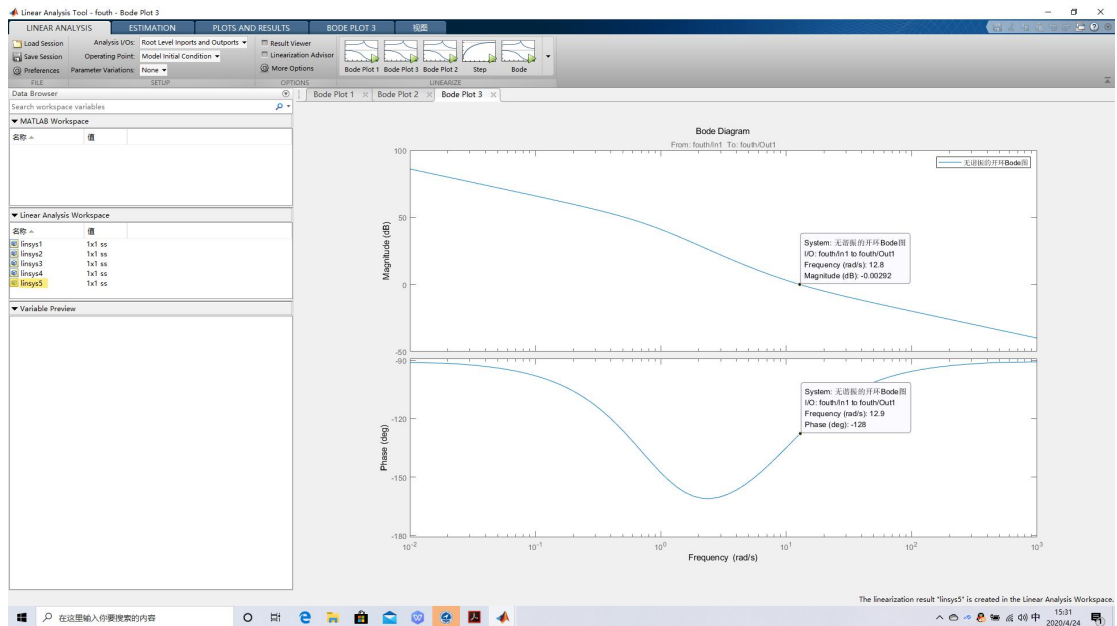 Linear Analysis Tool - fouth - Bode Plot 3
LINEAR ANALYSIS
ESTIMATION
PLOTS AND RESULTS
BODE PLOT 3
视图
Load Session
Save Session
Preferences
FILE
Analysis I/Os: Root Level Inports and Outports
Operating Point: Model Initial Condition
Parameter Variations: None
SETUP
Result Viewer
Linearization Advisor
More Options
OPTIONS
Bode Plot 1
Bode Plot 3
Bode Plot 2
Step
Bode
LINEARIZE
Data Browser
Search workspace variables
MATLAB Workspace
名称
值
Linear Analysis Workspace
名称
值
linsys1 1x1 ss
linsys2 1x1 ss
linsys3 1x1 ss
linsys4 1x1 ss
linsys5 1x1 ss
Variable Preview
Bode Plot 1
Bode Plot 2
Bode Plot 3
Bode Diagram
From: fouth/In1 To: fouth/Out1
无谐振的开环Bode图
Magnitude (dB)
100
50
0
-50
System: 无谐振的开环Bode图
I/O: fouth/In1 to fouth/Out1
Frequency (rad/s): 12.8
Magnitude (dB): -0.00292
Phase (deg)
-90
-120
-150
-180
System: 无谐振的开环Bode图
I/O: fouth/In1 to fouth/Out1
Frequency (rad/s): 12.9
Phase (deg): -128
10^-2
10^-1
10^0
10^1
10^2
10^3
Frequency (rad/s)
The linearization result "linsys5" is created in the Linear Analysis Workspace.
在这里输入你要搜索的内容
中
15:31
2020/4/24